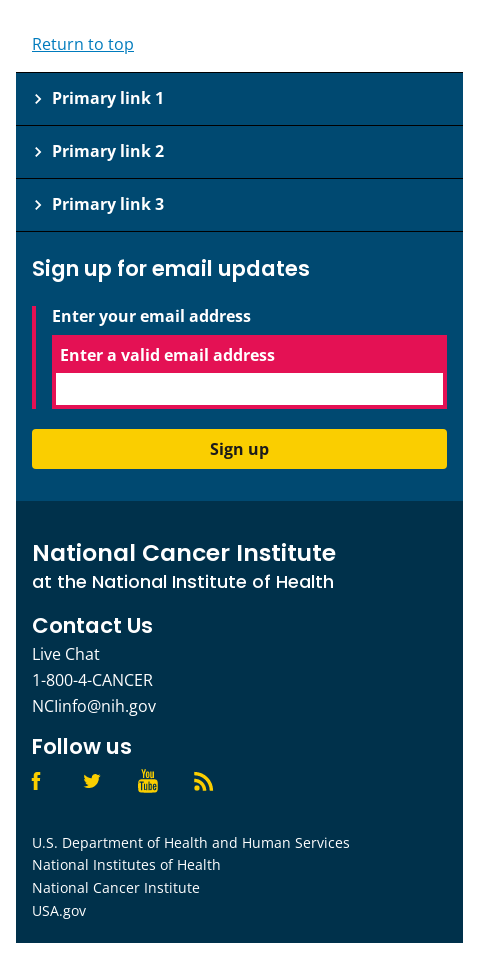 Return to top
Primary link 1
Primary link 2
Primary link 3
Sign up for email updates
Enter your email address
Enter a valid email address
Sign up
National Cancer Institute
at the National Institute of Health
Contact Us
Live Chat
1-800-4-CANCER
NCIinfo@nih.gov
Follow us
You
Tube
U.S. Department of Health and Human Services
National Institutes of Health
National Cancer Institute
USA.gov